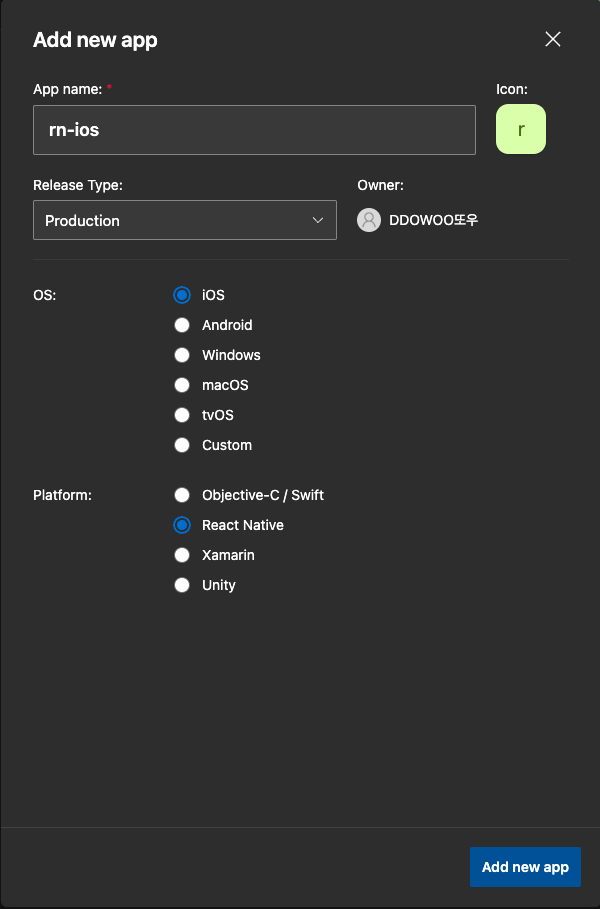 Add new app
App name: *
Icon:
rn-ios
r
Release Type:
Owner:
Production
DDOWOO또우
OS:
iOS
Android
Windows
macOS
tvOS
Custom
Platform:
Objective-C / Swift
React Native
Xamarin
Unity
Add new app